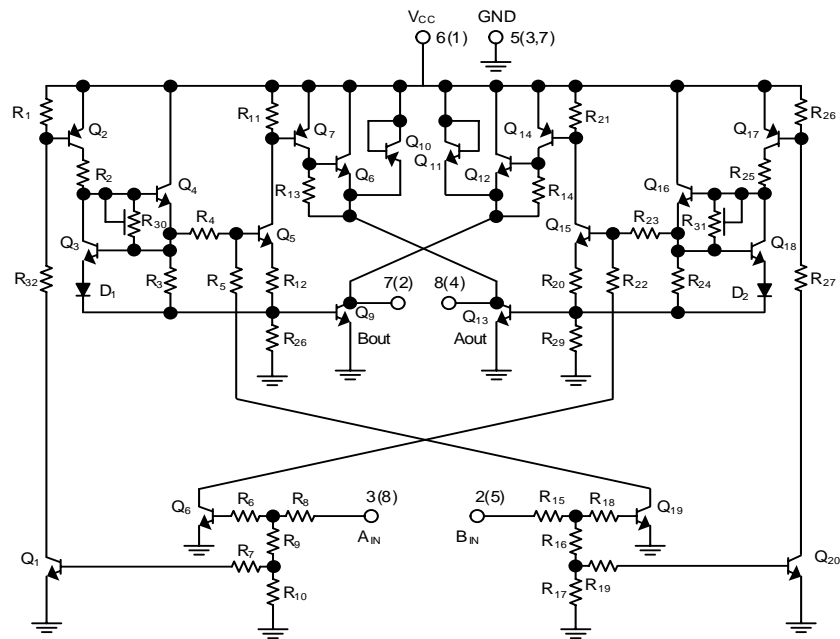 VCC GND
6(1) 5(3,7)
R1 Q2 R11 Q7 Q10 Q11 Q14 R21 Q17 R26
R2 Q4 Q6 Q12 Q16 R25
R13 R14
R30 R4 Q5 Q15 R23 R31
Q3 Q18
R32 R3 R5 R12 R20 R22 R24 R27
D1 7(2) 8(4) D2
Q9 Q13
R26 Bout Aout R29
Q6 R6 R8 3(8) 2(5) R15 R18 Q19
AIN BIN
R9 R16
Q1 R7 Q20
R10 R17 R19